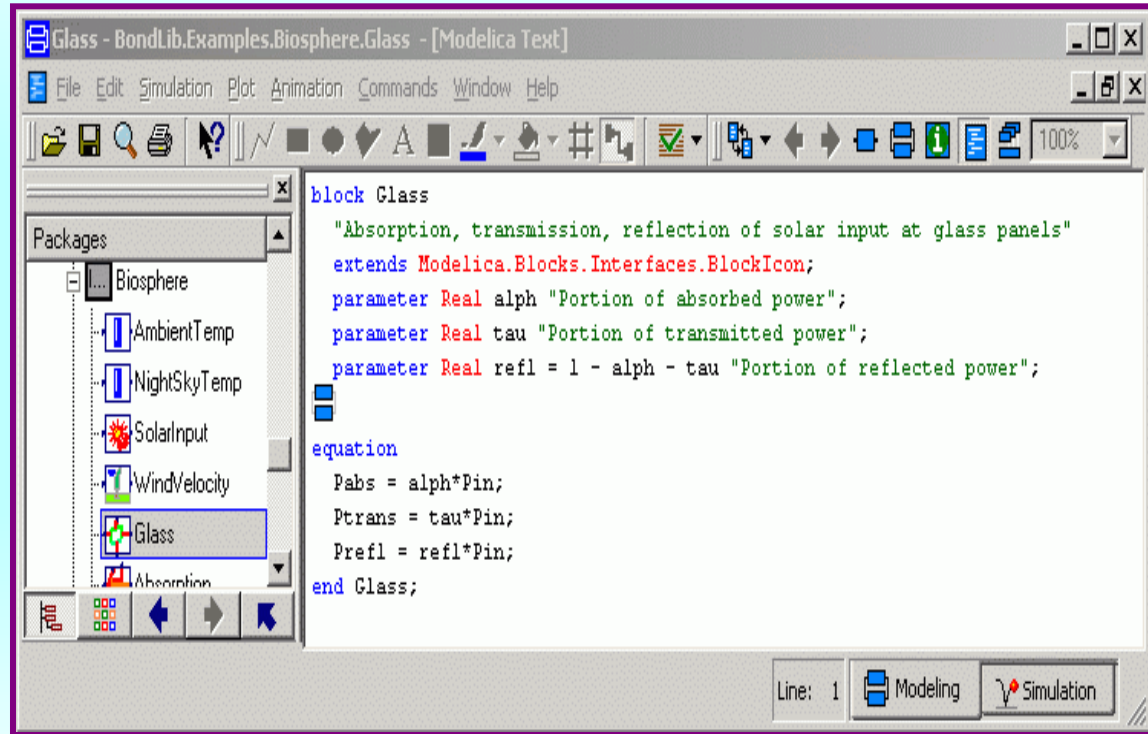 Glass - BondLib.Examples.Biosphere.Glass - [Modelica Text]
File Edit Simulation Plot Animation Commands Window Help
A 100%
Packages
Biosphere
AmbientTemp
NightSkyTemp
SolarInput
WindVelocity
Glass
Absorption
block Glass
"Absorption, transmission, reflection of solar input at glass panels"
extends Modelica.Blocks.Interfaces.BlockIcon;
parameter Real alph "Portion of absorbed power";
parameter Real tau "Portion of transmitted power";
parameter Real refl = 1 - alph - tau "Portion of reflected power";
equation
Pabs = alph*Pin;
Ptrans = tau*Pin;
Prefl = refl*Pin;
end Glass;
Line: 1 Modeling Simulation